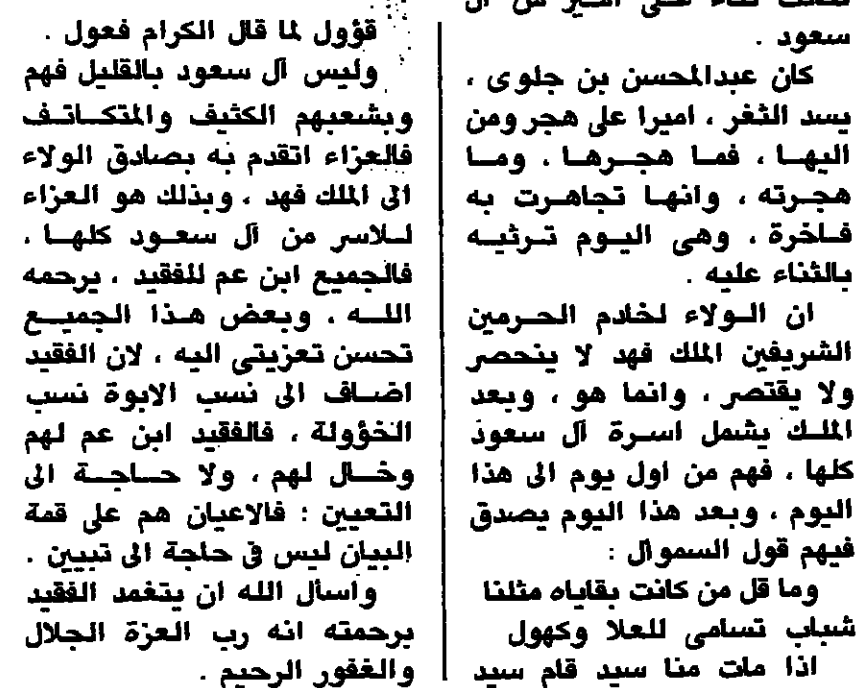 سعود .
كان عبدالمحسن بن جلوى ،
يسد الثغر ، اميرا على هجر ومن
اليها ، فما هجرها ، وما
هجرته ، وانها تجاهرت به
فاخرة ، وهى اليوم ترثيه
بالثناء عليه .
ان الولاء لخادم الحرمين
الشريفين الملك فهد لا ينحصر
ولا يقتصر ، وانما هو ، وبعد
الملك يشمل اسرة آل سعود
كلها ، فهم من اول يوم الى هذا
اليوم ، وبعد هذا اليوم يصدق
فيهم قول السموال :
وما قل من كانت بقاياه مثلنا
شباب تسامى للعلا وكهول
اذا مات منا سيد قام سيد
قؤول لما قال الكرام فعول .
وليس آل سعود بالقليل فهم
وبشعبهم الكثيف والمتكاتف
فالعزاء اتقدم به بصادق الولاء
الى الملك فهد ، وبذلك هو العزاء
للاسر من آل سعود كلها ،
فالجميع ابن عم للفقيد ، يرحمه
الله ، وبعض هذا الجميع
تحسن تعزيتى اليه ، لان الفقيد
اضاف الى نسب الابوة نسب
الخؤولة ، فالفقيد ابن عم لهم
وخال لهم ، ولا حاجة الى
التعيين : فالاعيان هم على قمة
البيان ليس في حاجة الى تبيين .
واسأل الله ان يتغمد الفقيد
برحمته انه رب العزة الجلال
والغفور الرحيم .